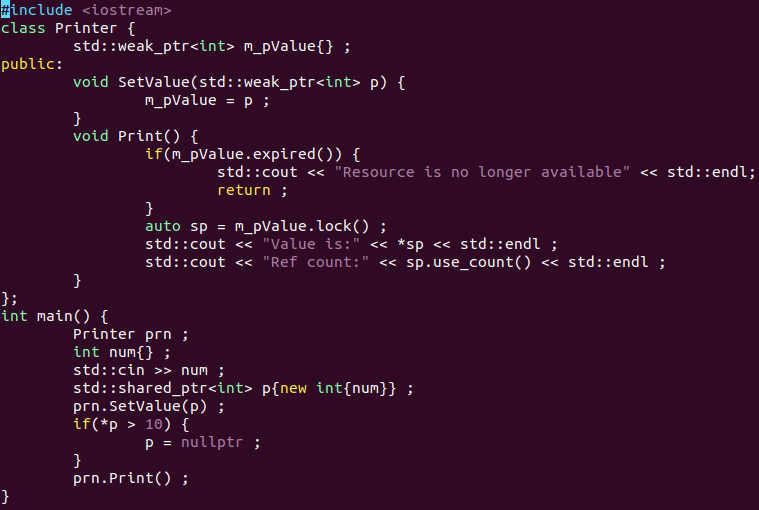 #include <iostream>
class Printer {
        std::weak_ptr<int> m_pValue{} ;
public:
        void SetValue(std::weak_ptr<int> p) {
                m_pValue = p ;
        }
        void Print() {
                if(m_pValue.expired()) {
                        std::cout << "Resource is no longer available" << std::endl;
                        return ;
                }
                auto sp = m_pValue.lock() ;
                std::cout << "Value is:" << *sp << std::endl ;
                std::cout << "Ref count:" << sp.use_count() << std::endl ;
        }
};
int main() {
        Printer prn ;
        int num{} ;
        std::cin >> num ;
        std::shared_ptr<int> p{new int{num}} ;
        prn.SetValue(p) ;
        if(*p > 10) {
                p = nullptr ;
        }
        prn.Print() ;
}